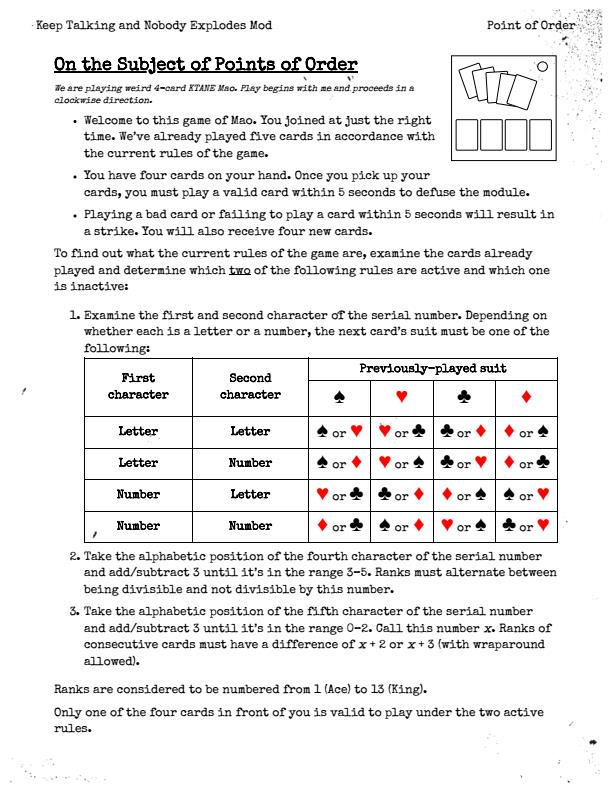 Keep Talking and Nobody Explodes Mod Point of Order
On the Subject of Points of Order
We are playing weird 4-card KTANE Mao. Play begins with me and proceeds in a
clockwise direction.
• Welcome to this game of Mao. You joined at just the right
time. We've already played five cards in accordance with
the current rules of the game.
• You have four cards on your hand. Once you pick up your
cards, you must play a valid card within 5 seconds to defuse the module.
• Playing a bad card or failing to play a card within 5 seconds will result in
a strike. You will also receive four new cards.
To find out what the current rules of the game are, examine the cards already
played and determine which two of the following rules are active and which one
is inactive:
1. Examine the first and second character of the serial number. Depending on
whether each is a letter or a number, the next card's suit must be one of the
following:
First character Second character Previously-played suit
♠ ♥ ♣ ♦
Letter Letter ♠ or ♥ ♥ or ♣ ♣ or ♦ ♦ or ♠
Letter Number ♠ or ♦ ♥ or ♠ ♣ or ♥ ♦ or ♣
Number Letter ♥ or ♣ ♣ or ♦ ♦ or ♠ ♠ or ♥
Number Number ♦ or ♣ ♠ or ♦ ♥ or ♠ ♣ or ♥
2. Take the alphabetic position of the fourth character of the serial number
and add/subtract 3 until it's in the range 3-5. Ranks must alternate between
being divisible and not divisible by this number.
3. Take the alphabetic position of the fifth character of the serial number
and add/subtract 3 until it's in the range 0-2. Call this number x. Ranks of
consecutive cards must have a difference of x + 2 or x + 3 (with wraparound
allowed).
Ranks are considered to be numbered from 1 (Ace) to 13 (King).
Only one of the four cards in front of you is valid to play under the two active
rules.